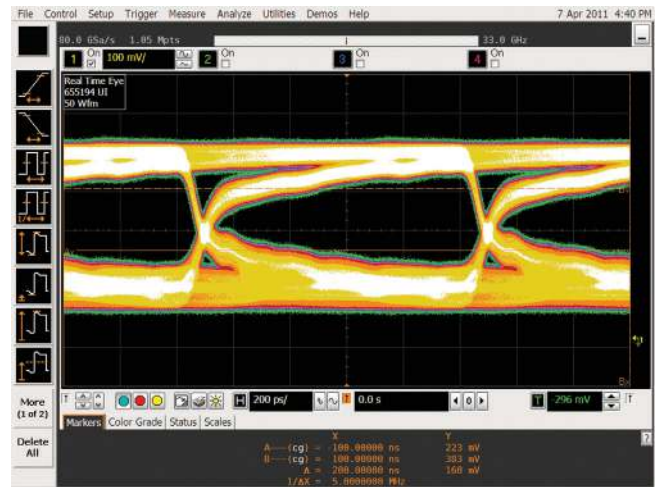 File Control Setup Trigger Measure Analyze Utilities Demos Help 7 Apr 2011 4:40 PM
80.0 GSa/s 1.05 Mpts 33.0 GHz
1 On 100 mV/ 2 On 3 On 4 On
Real Time Eye
655194 UI
50 Wfm
More
(1 of 2)
Delete
All
H 200 ps/ 0.0 s 0 T -296 mV
Markers Color Grade Status Scales
X Y
A---(cg) = -100.00000 ns 223 mV
B---(cg) = 100.00000 ns 383 mV
Δ = 200.00000 ns 160 mV
1/ΔX = 5.0000000 MHz